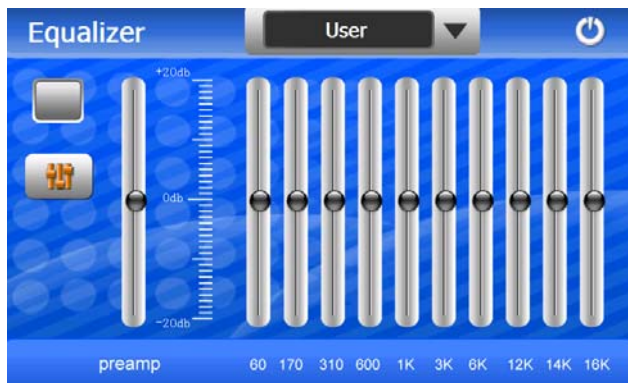 Equalizer
User
+20db
0db
-20db
preamp 60 170 310 600 1K 3K 6K 12K 14K 16K